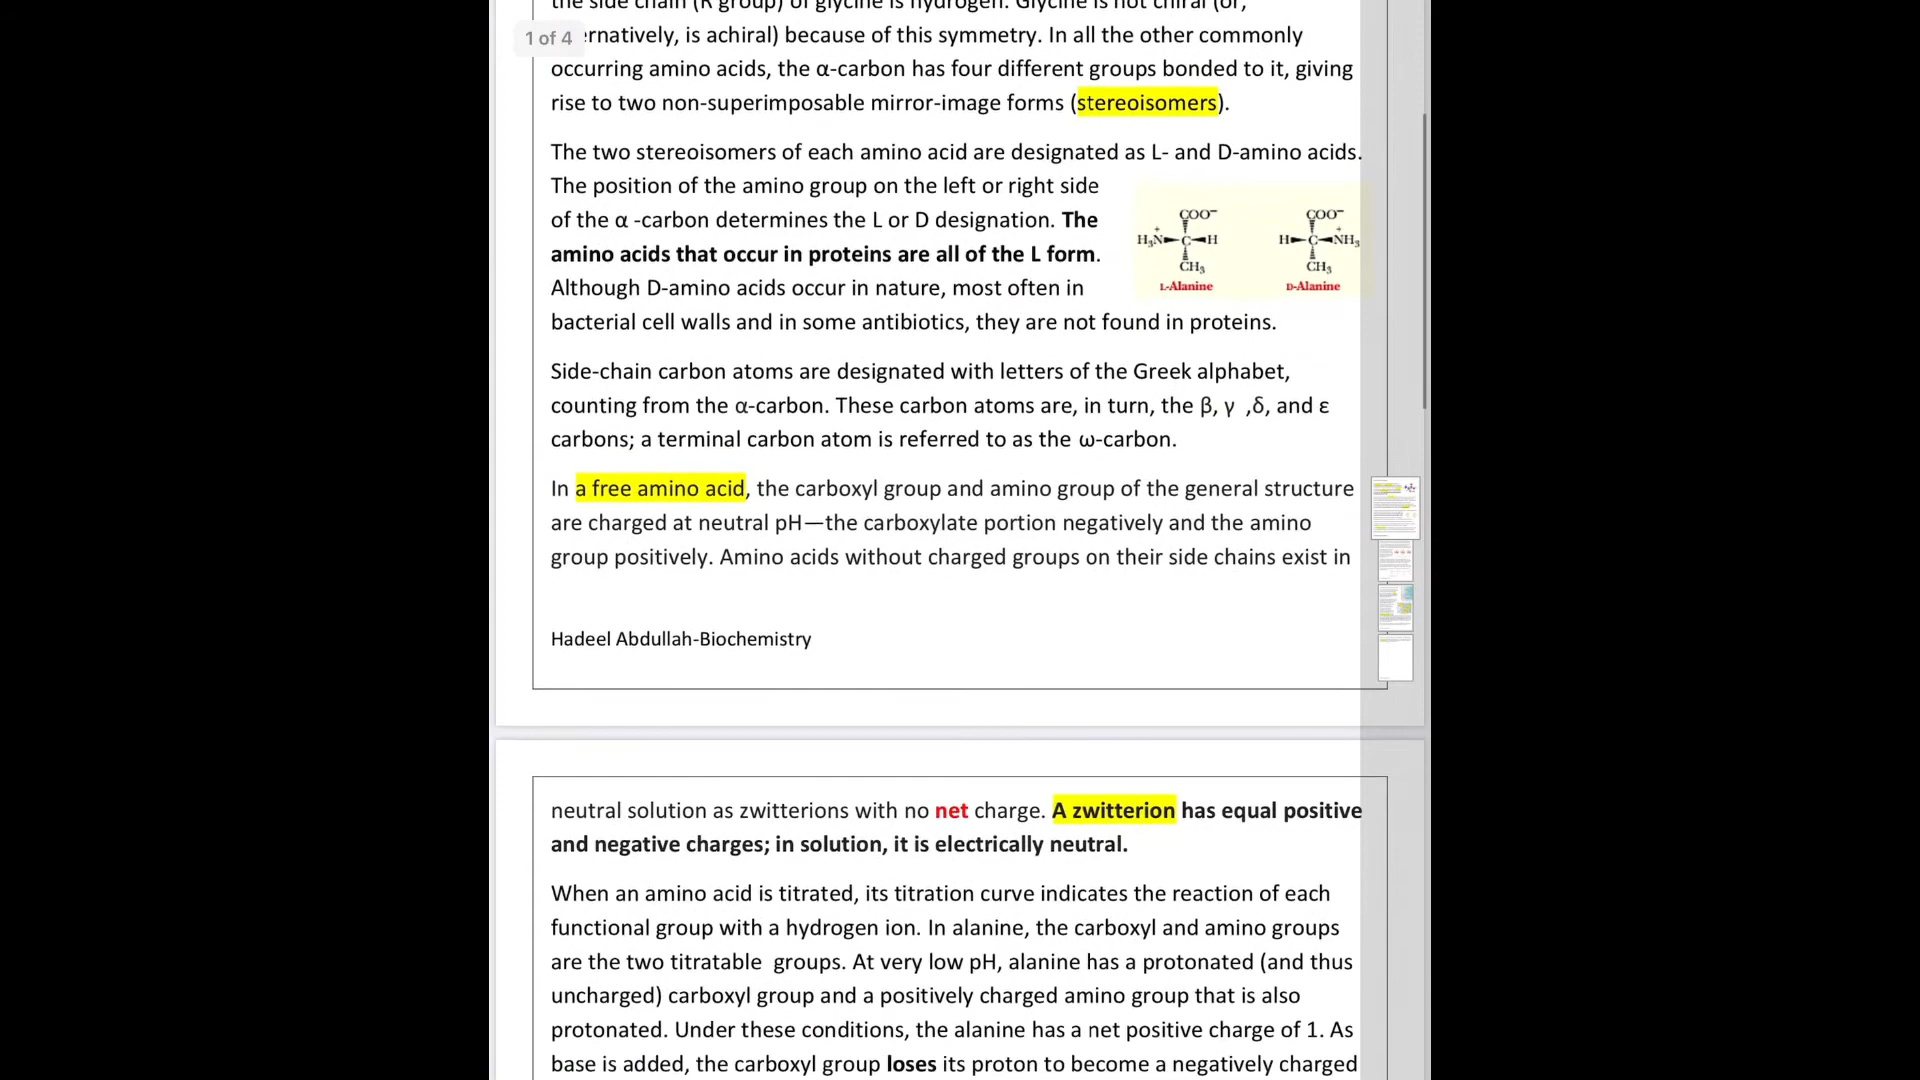 the side chain (R group) of glycine is hydrogen. Glycine is not chiral (or,
1 of 4
ernatively, is achiral) because of this symmetry. In all the other commonly
occurring amino acids, the α-carbon has four different groups bonded to it, giving
rise to two non-superimposable mirror-image forms (stereoisomers).
The two stereoisomers of each amino acid are designated as L- and D-amino acids.
The position of the amino group on the left or right side
of the α -carbon determines the L or D designation. The
amino acids that occur in proteins are all of the L form.
Although D-amino acids occur in nature, most often in
bacterial cell walls and in some antibiotics, they are not found in proteins.
COO⁻ COO⁻
H₃N⁺ C H H C NH₃⁺
CH₃ CH₃
L-Alanine D-Alanine
Side-chain carbon atoms are designated with letters of the Greek alphabet,
counting from the α-carbon. These carbon atoms are, in turn, the β, γ ,δ, and ε
carbons; a terminal carbon atom is referred to as the ω-carbon.
In a free amino acid, the carboxyl group and amino group of the general structure
are charged at neutral pH—the carboxylate portion negatively and the amino
group positively. Amino acids without charged groups on their side chains exist in
Hadeel Abdullah-Biochemistry
neutral solution as zwitterions with no net charge. A zwitterion has equal positive
and negative charges; in solution, it is electrically neutral.
When an amino acid is titrated, its titration curve indicates the reaction of each
functional group with a hydrogen ion. In alanine, the carboxyl and amino groups
are the two titratable  groups. At very low pH, alanine has a protonated (and thus
uncharged) carboxyl group and a positively charged amino group that is also
protonated. Under these conditions, the alanine has a net positive charge of 1. As
base is added, the carboxyl group loses its proton to become a negatively charged